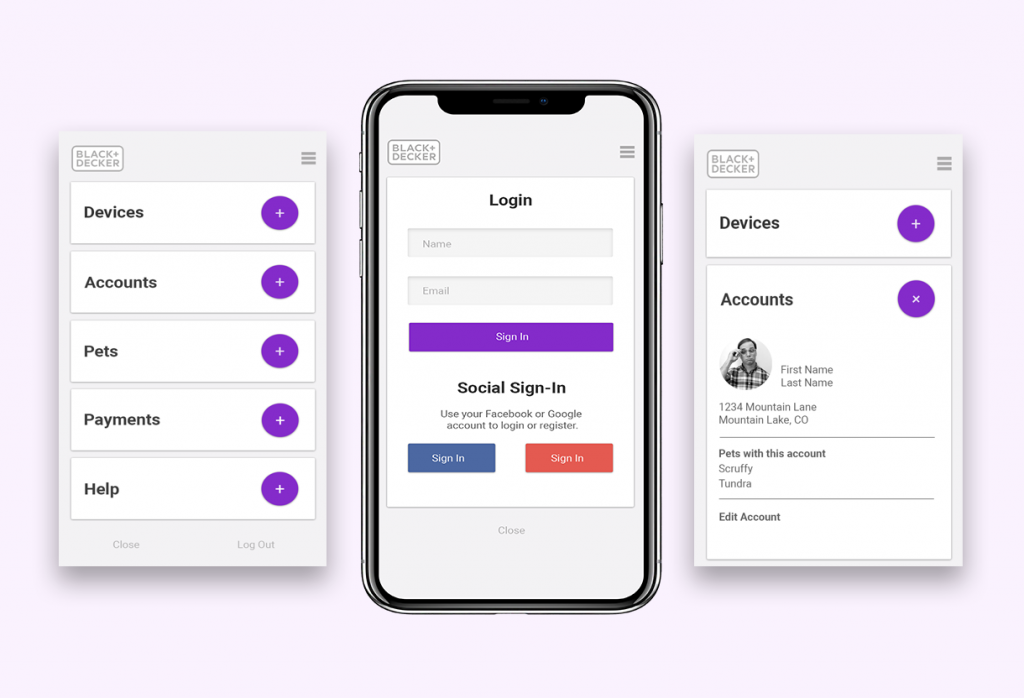 BLACK+
DECKER
Devices
+
Accounts
+
Pets
+
Payments
+
Help
+
Close
Log Out
BLACK+
DECKER
Login
Name
Email
Sign In
Social Sign-In
Use your Facebook or Google
account to login or register.
Sign In
Sign In
Close
BLACK+
DECKER
Devices
+
Accounts
×
First Name
Last Name
1234 Mountain Lane
Mountain Lake, CO
Pets with this account
Scruffy
Tundra
Edit Account